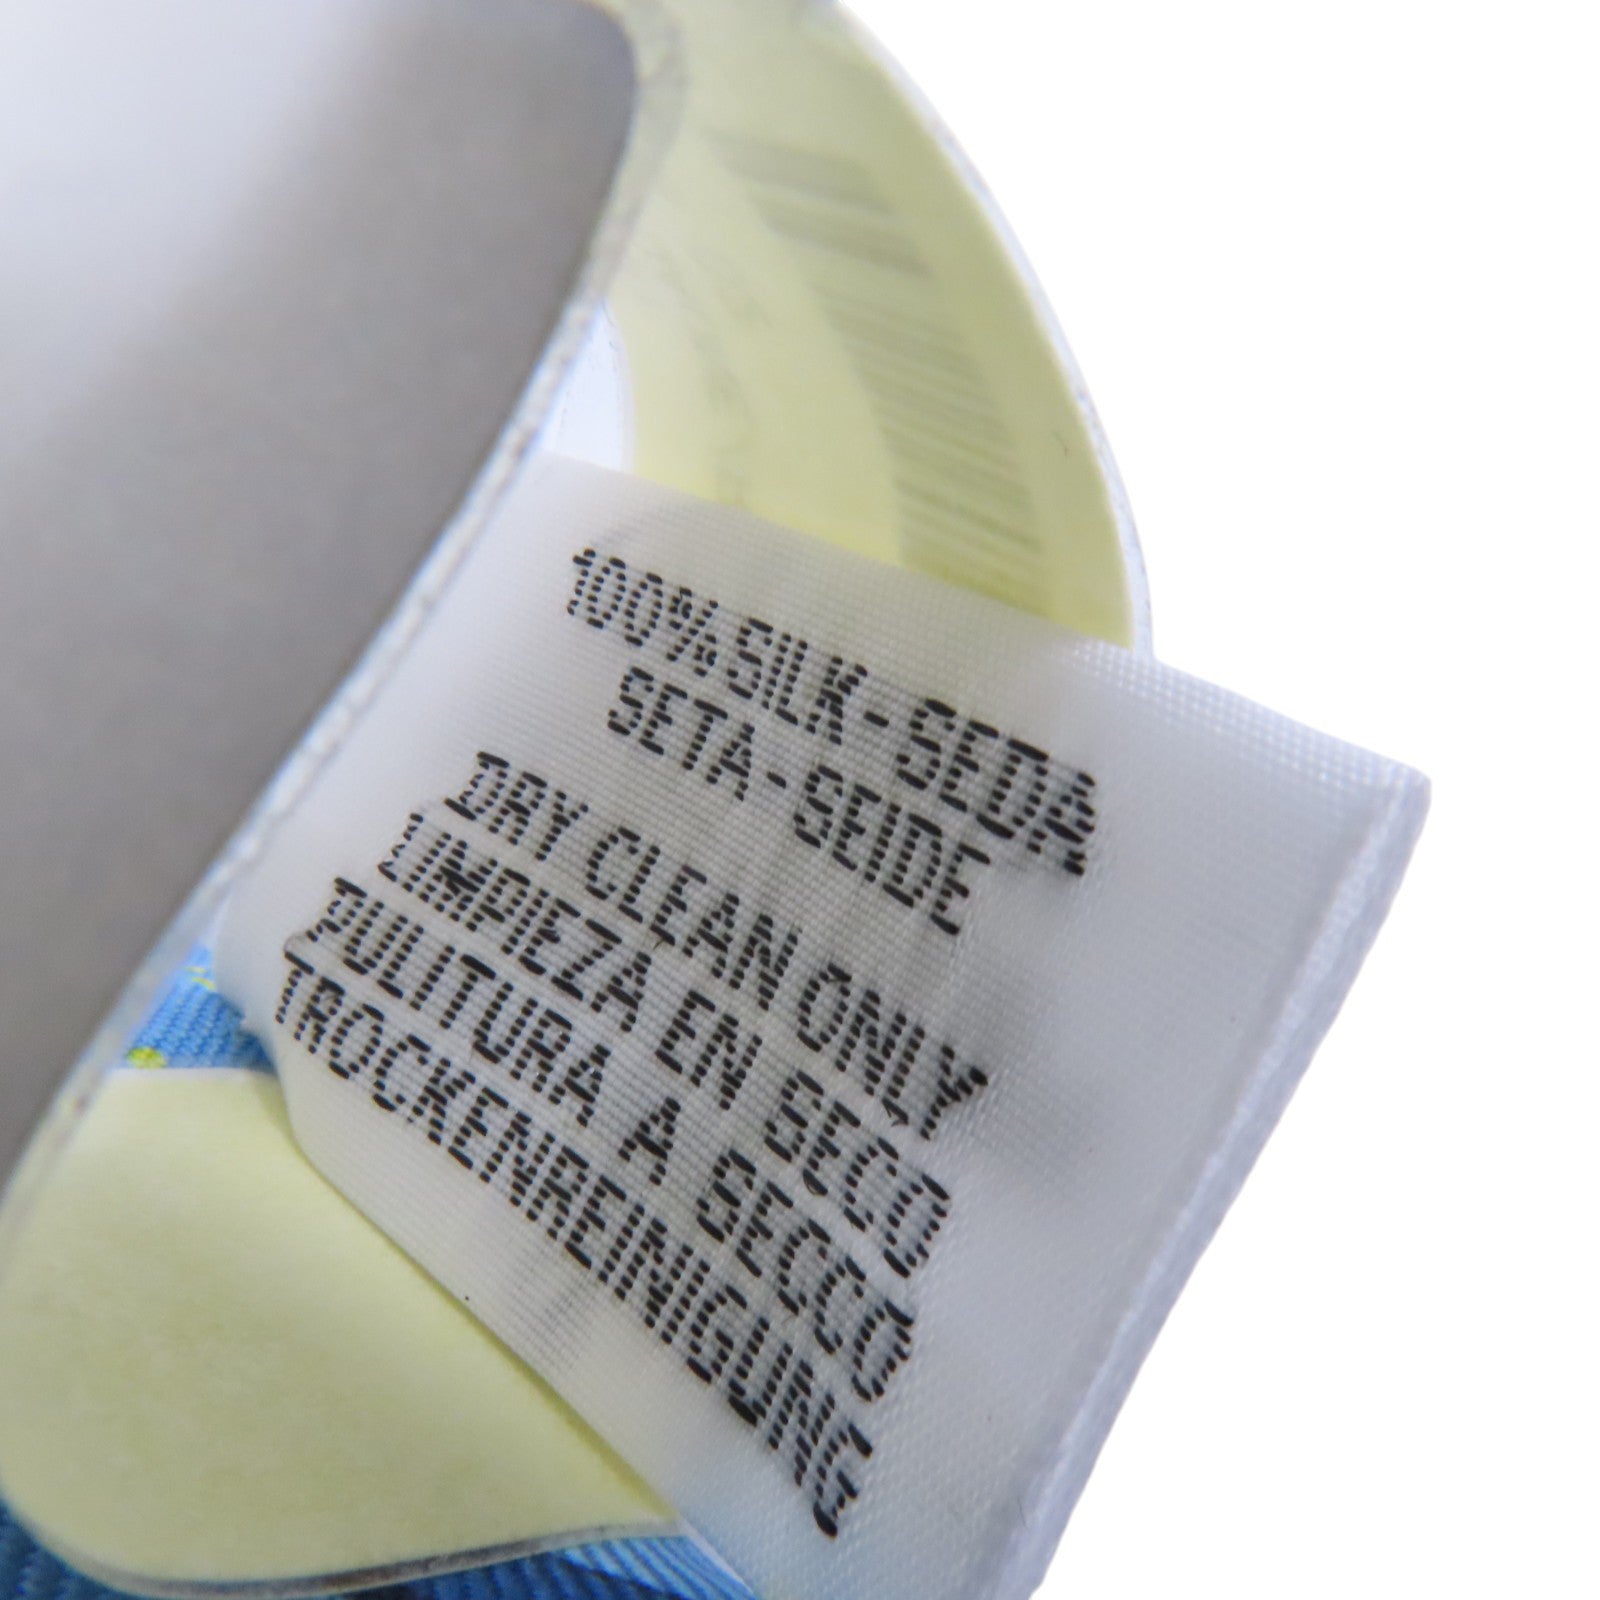 100% SILK - SEDA
SETA - SEIDE
DRY CLEAN ONLY
LIMPIEZA EN SECO
PULITURA A SECCO
TROCKENREINIGUNG